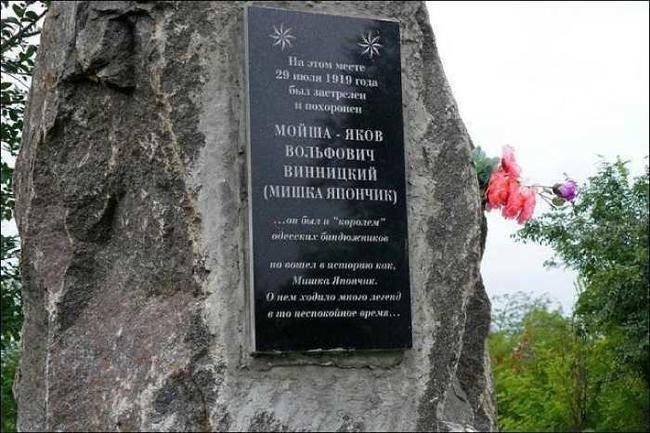 На этом месте
29 июля 1919 года
был застрелен
и похоронен
МОЙША - ЯКОВ
ВОЛЬФОВИЧ
ВИННИЦКИЙ
(МИШКА ЯПОНЧИК)
...он был и "королем"
одесских биндюжников
но вошел в историю как,
Мишка Япончик.
О нем ходило много легенд
в то неспокойное время...